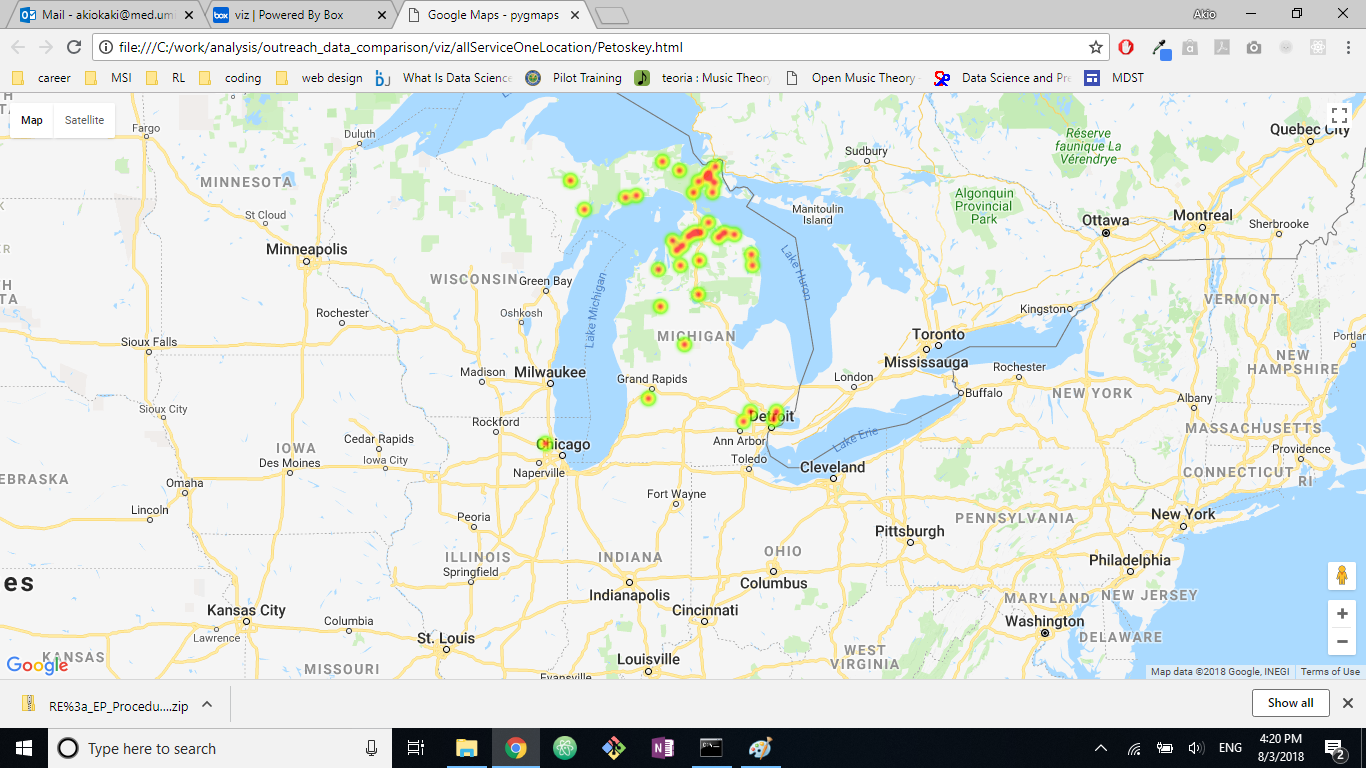 Mail - akiokaki@med.um
viz | Powered By Box
Google Maps - pygmaps
Akio
file:///C:/work/analysis/outreach_data_comparison/viz/allServiceOneLocation/Petoskey.html
career
MSI
RL
coding
web design
What Is Data Science
Pilot Training
teoria : Music Theory
Open Music Theory
Data Science and Pre
MDST
Map
Satellite
Fargo
Duluth
Quebec City
Réserve
faunique La
Vérendrye
Sudbury
MINNESOTA
Algonquin
Provincial
Park
Manitoulin
Island
St Cloud
Ottawa
Montreal
Sherbrooke
Minneapolis
Lake Huron
WISCONSIN
Green Bay
Lake Michigan
VERMONT
Rochester
Oshkosh
Kingston
Sioux Falls
MICHIGAN
Toronto
Mississauga
Portlan
NEW
HAMPSHIRE
Madison
Milwaukee
Grand Rapids
London
Rochester
Buffalo
NEW YORK
Albany
Sioux City
Rockford
Detroit
MASSACHUSETTS
IOWA
Cedar Rapids
Chicago
Ann Arbor
Lake Erie
Providence
Des Moines
Iowa City
Naperville
Toledo
Cleveland
CONNECTICUT
RI
EBRASKA
Omaha
Fort Wayne
Lincoln
Peoria
New York
PENNSYLVANIA
Pittsburgh
ILLINOIS
INDIANA
OHIO
Philadelphia
es
Springfield
Indianapolis
Columbus
MARYLAND
NEW JERSEY
Kansas City
Cincinnati
Washington
Lawrence
Columbia
St. Louis
DELAWARE
KANSAS
MISSOURI
Louisville
WEST
VIRGINIA
Evansville
Google
Map data ©2018 Google, INEGI
Terms of Use
RE%3a_EP_Procedu....zip
Show all
Type here to search
ENG
4:20 PM
8/3/2018
2